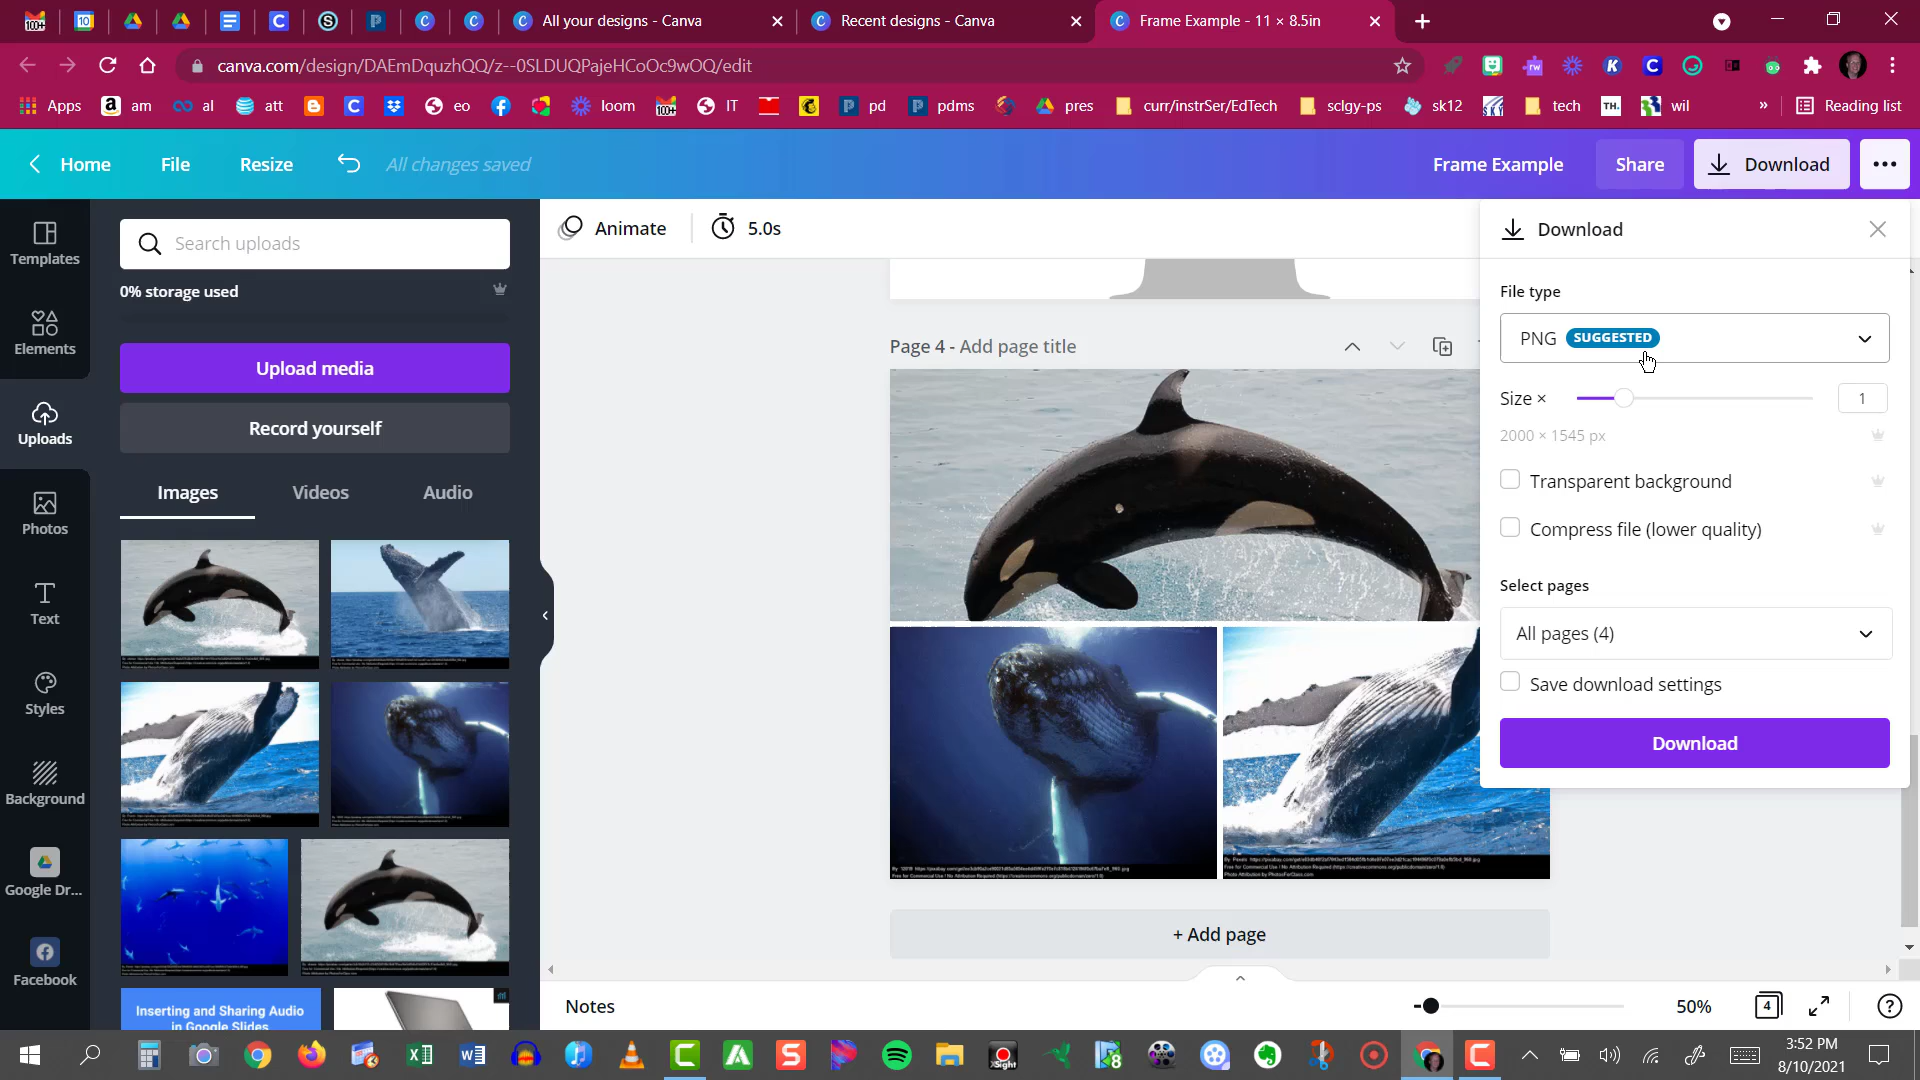 All your designs - Canva
Recent designs - Canva
Frame Example - 11 × 8.5in
canva.com/design/DAEmDquzhQQ/z--0SLDUQPajeHCoOc9wOQ/edit
Apps
am
al
att
eo
loom
IT
pd
pdms
pres
curr/instrSer/EdTech
sclgy-ps
sk12
tech
TH.
wil
»
Reading list
Home
File
Resize
All changes saved
Frame Example
Share
Download
Templates
Elements
Uploads
Photos
Text
Styles
Background
Google Dr...
Facebook
Search uploads
0% storage used
Upload media
Record yourself
Images
Videos
Audio
Inserting and Sharing Audio
in Google Slides
Animate
5.0s
Page 4 - Add page title
+ Add page
Notes
50%
4
Download
File type
PNG SUGGESTED
Size ×
1
2000 × 1545 px
Transparent background
Compress file (lower quality)
Select pages
All pages (4)
Save download settings
Download
3:52 PM
8/10/2021